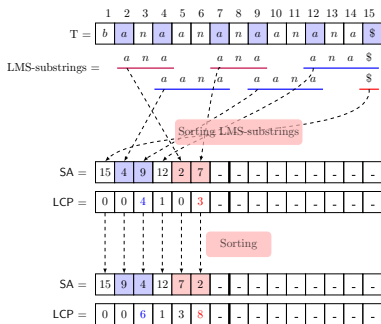 1 2 3 4 5 6 7 8 9 10 11 12 13 14 15
T = b a n a a n a n a a n a n a $
LMS-substrings = a n a a n a a n a $
a a n a a a n a $
Sorting LMS-substrings
SA = 15 4 9 12 2 7 - - - - - - - - -
LCP = 0 0 4 1 0 3 - - - - - - - - -
Sorting
SA = 15 9 4 12 7 2 - - - - - - - - -
LCP = 0 0 6 1 3 8 - - - - - - - - -